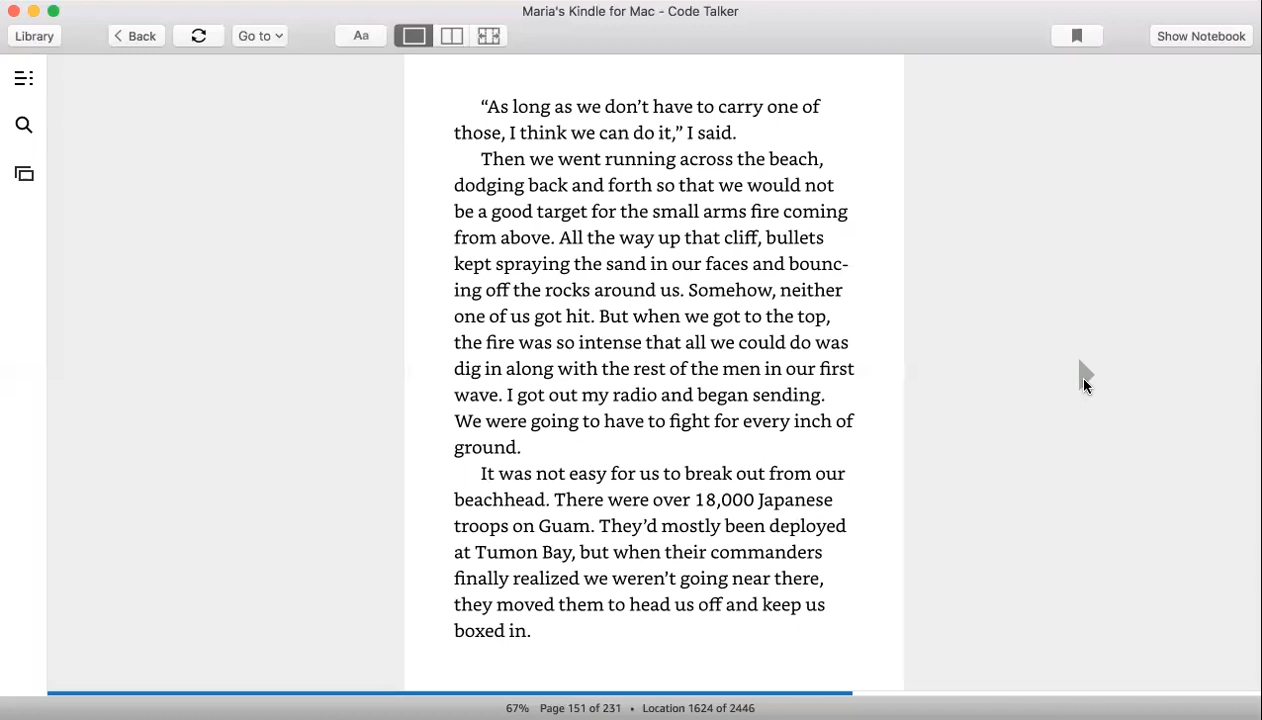 Maria's Kindle for Mac - Code Talker
Library
Back
Go to
Aa
Show Notebook
“As long as we don’t have to carry one of
those, I think we can do it,” I said.
Then we went running across the beach,
dodging back and forth so that we would not
be a good target for the small arms fire coming
from above. All the way up that cliff, bullets
kept spraying the sand in our faces and bounc-
ing off the rocks around us. Somehow, neither
one of us got hit. But when we got to the top,
the fire was so intense that all we could do was
dig in along with the rest of the men in our first
wave. I got out my radio and began sending.
We were going to have to fight for every inch of
ground.
It was not easy for us to break out from our
beachhead. There were over 18,000 Japanese
troops on Guam. They’d mostly been deployed
at Tumon Bay, but when their commanders
finally realized we weren’t going near there,
they moved them to head us off and keep us
boxed in.
67% Page 151 of 231 • Location 1624 of 2446